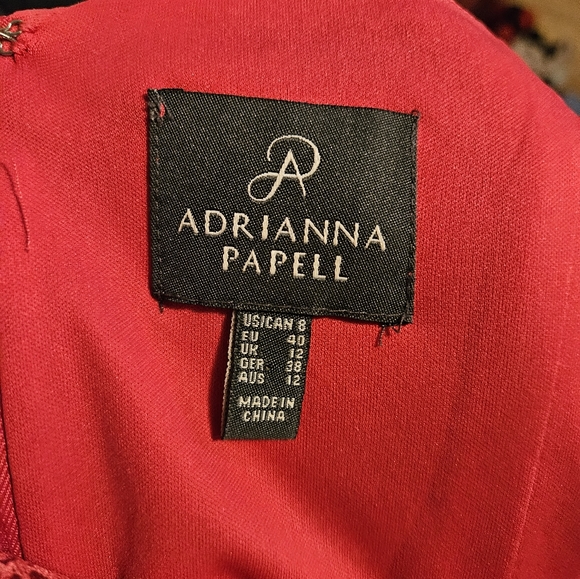 AP
ADRIANNA
PAPELL
US|CAN 8
EU 40
UK 12
GER 38
AUS 12
MADE IN
CHINA